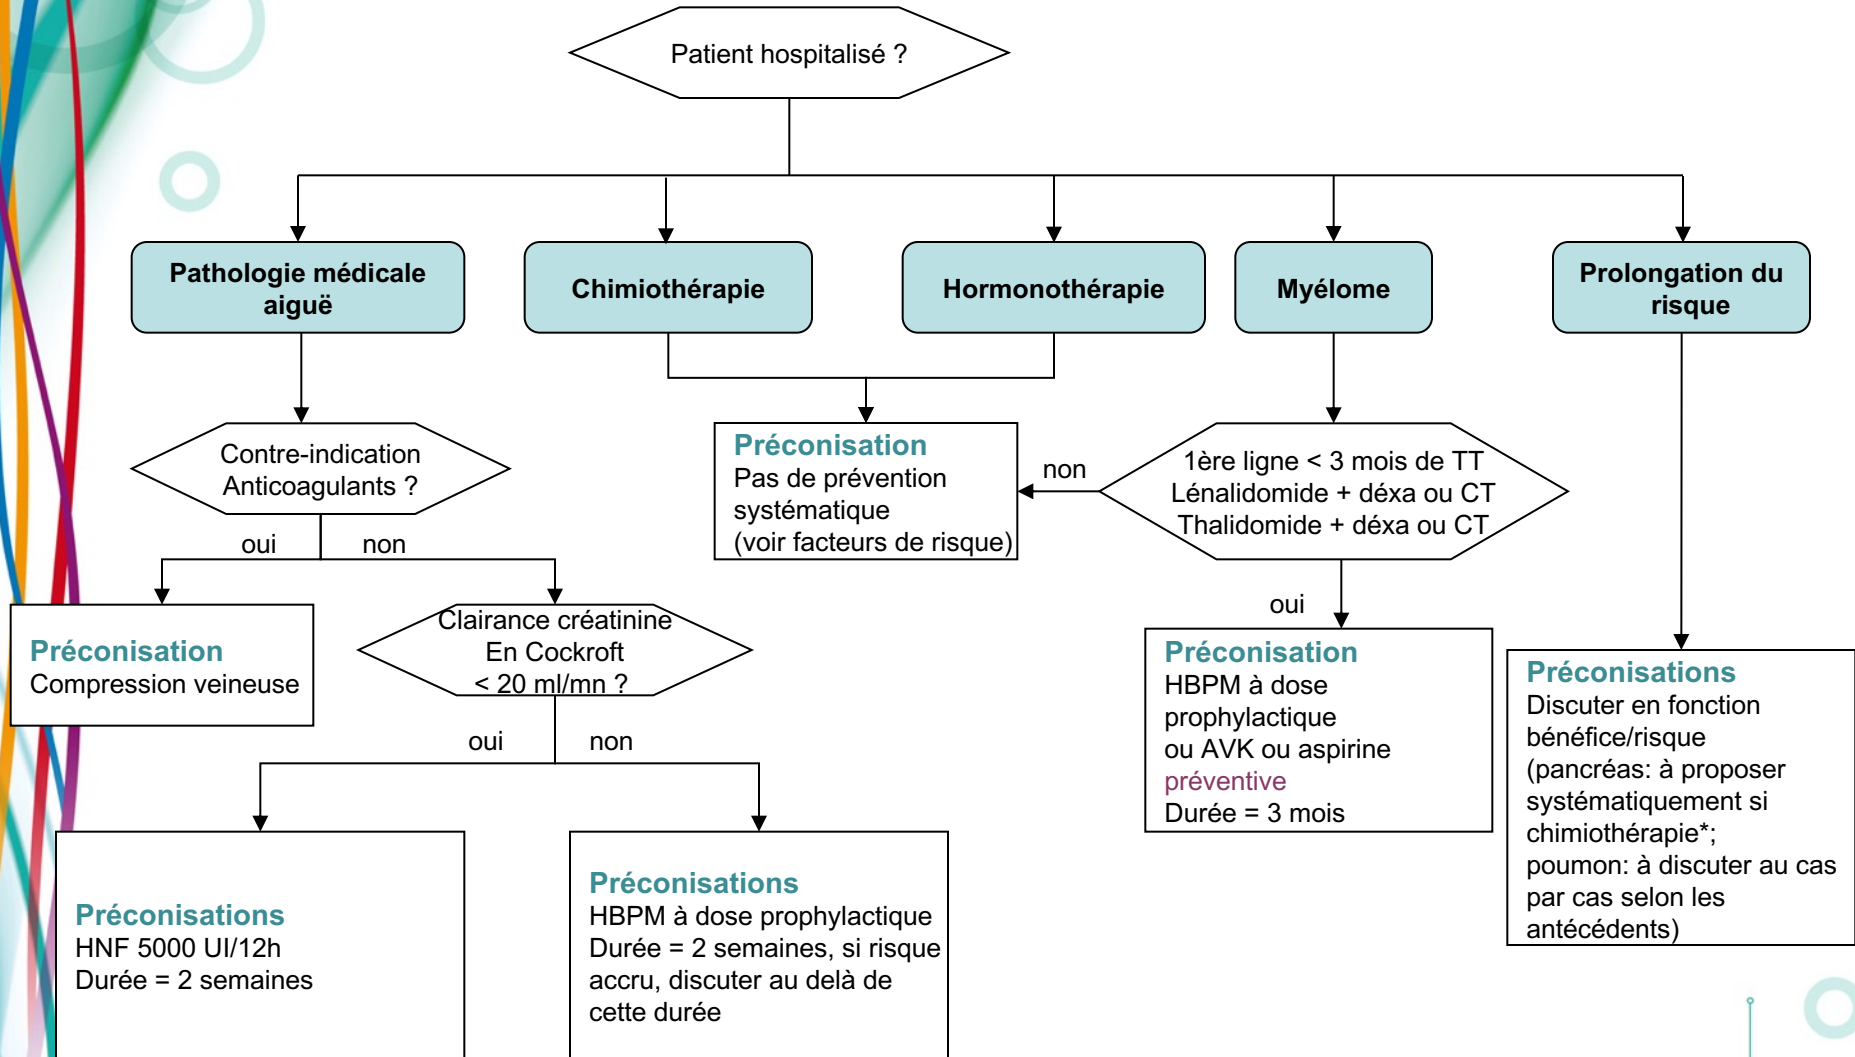 Patient hospitalisé ?
Pathologie médicale
aiguë
Chimiothérapie
Hormonothérapie
Myélome
Prolongation du
risque
Contre-indication
Anticoagulants ?
oui
non
Préconisation
Pas de prévention
systématique
(voir facteurs de risque)
non
1ère ligne < 3 mois de TT
Lénalidomide + déxa ou CT
Thalidomide + déxa ou CT
Préconisation
Compression veineuse
Clairance créatinine
En Cockroft
< 20 ml/mn ?
oui
Préconisation
HBPM à dose
prophylactique
ou AVK ou aspirine
préventive
Durée = 3 mois
Préconisations
Discuter en fonction
bénéfice/risque
(pancréas: à proposer
systématiquement si
chimiothérapie*;
poumon: à discuter au cas
par cas selon les
antécédents)
oui
non
Préconisations
HNF 5000 UI/12h
Durée = 2 semaines
Préconisations
HBPM à dose prophylactique
Durée = 2 semaines, si risque
accru, discuter au delà de
cette durée